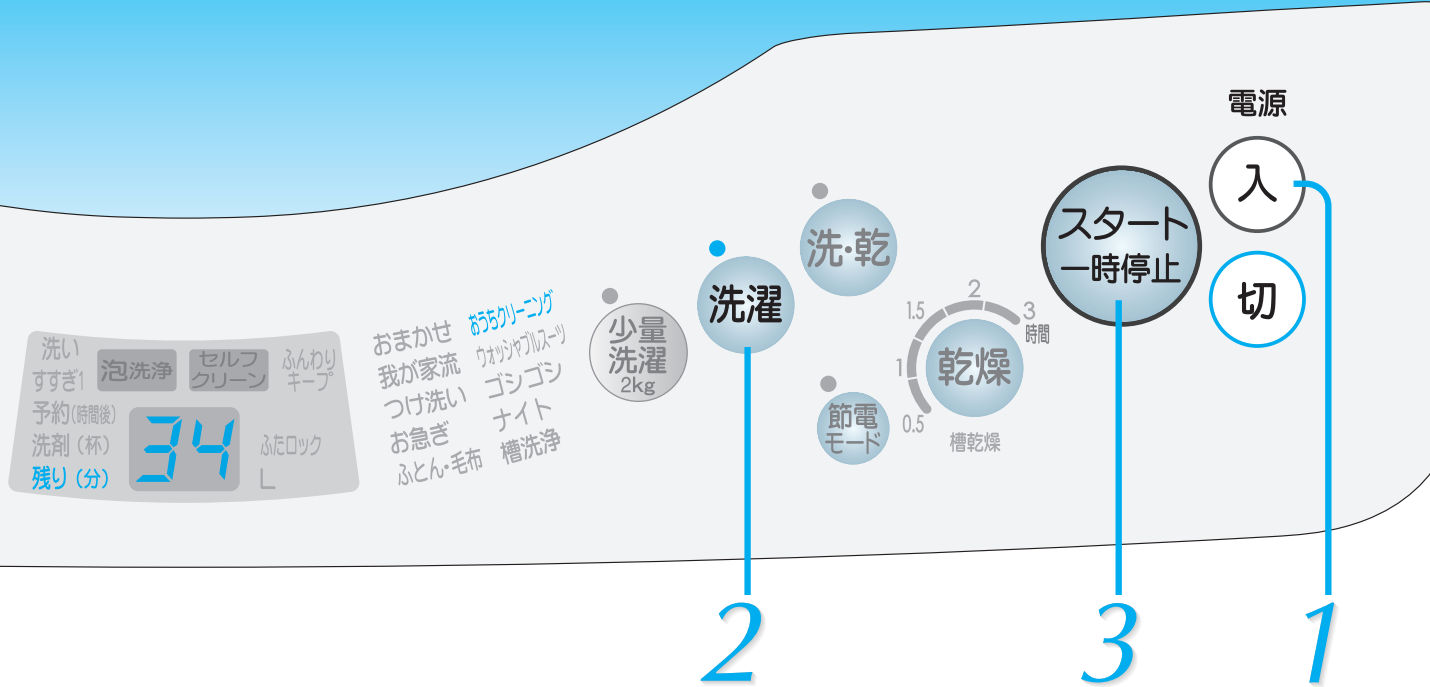 電源
入
切
スタート
一時停止
洗・乾
洗濯
少量
洗濯
2kg
乾燥
0.5
1
1.5
2
3
時間
槽乾燥
節電
モード
おまかせ
我が家流
つけ洗い
お急ぎ
ふとん・毛布
おうちクリーニング
ウォッシャブルスーツ
ゴシゴシ
ナイト
槽洗浄
洗い
すすぎ1
予約(時間後)
洗剤(杯)
残り(分)
泡洗浄
セルフ
クリーン
ふんわり
キープ
34
ふたロック
L
2
3
1